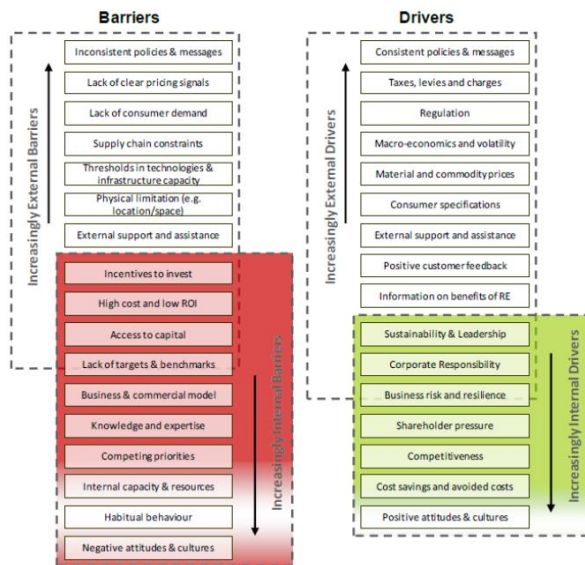 Barriers
Inconsistent policies & messages
Lack of clear pricing signals
Lack of consumer demand
Supply chain constraints
Thresholds in technologies &
infrastructure capacity
Physical limitation (e.g.
location/space)
External support and assistance
Incentives to invest
High cost and low ROI
Access to capital
Lack of targets & benchmarks
Business & commercial model
Knowledge and expertise
Competing priorities
Internal capacity & resources
Habitual behaviour
Negative attitudes & cultures
Increasingly External Barriers
Increasingly Internal Barriers
Drivers
Consistent policies & messages
Taxes, levies and charges
Regulation
Macro-economics and volatility
Material and commodity prices
Consumer specifications
External support and assistance
Positive customer feedback
Information on benefits of RE
Sustainability & Leadership
Corporate Responsibility
Business risk and resilience
Shareholder pressure
Competitiveness
Cost savings and avoided costs
Positive attitudes & cultures
Increasingly External Drivers
Increasingly Internal Drivers